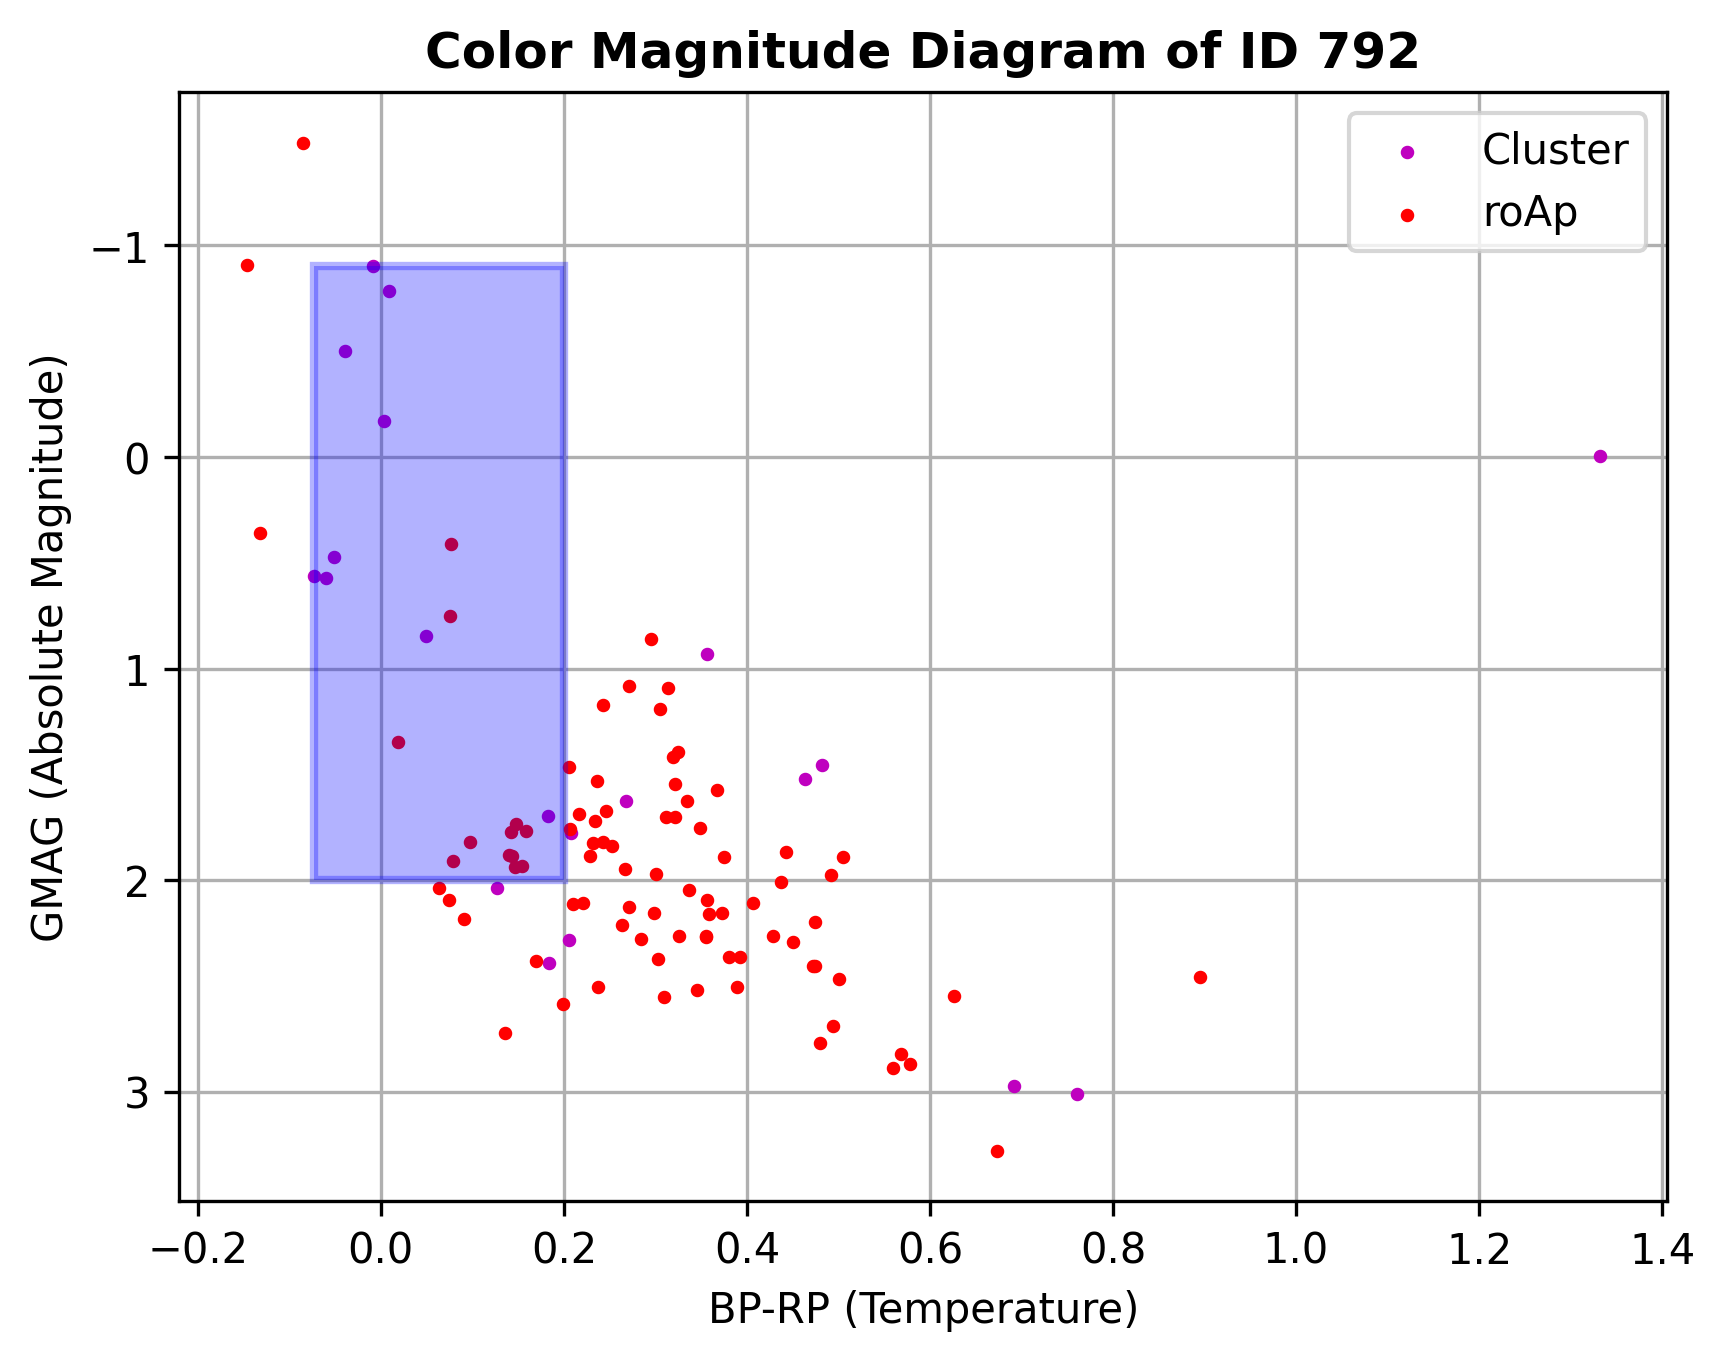 Color Magnitude Diagram of ID 792
Cluster
roAp
GMAG (Absolute Magnitude)
−1
0
1
2
3
−0.2 0.0 0.2 0.4 0.6 0.8 1.0 1.2 1.4
BP-RP (Temperature)